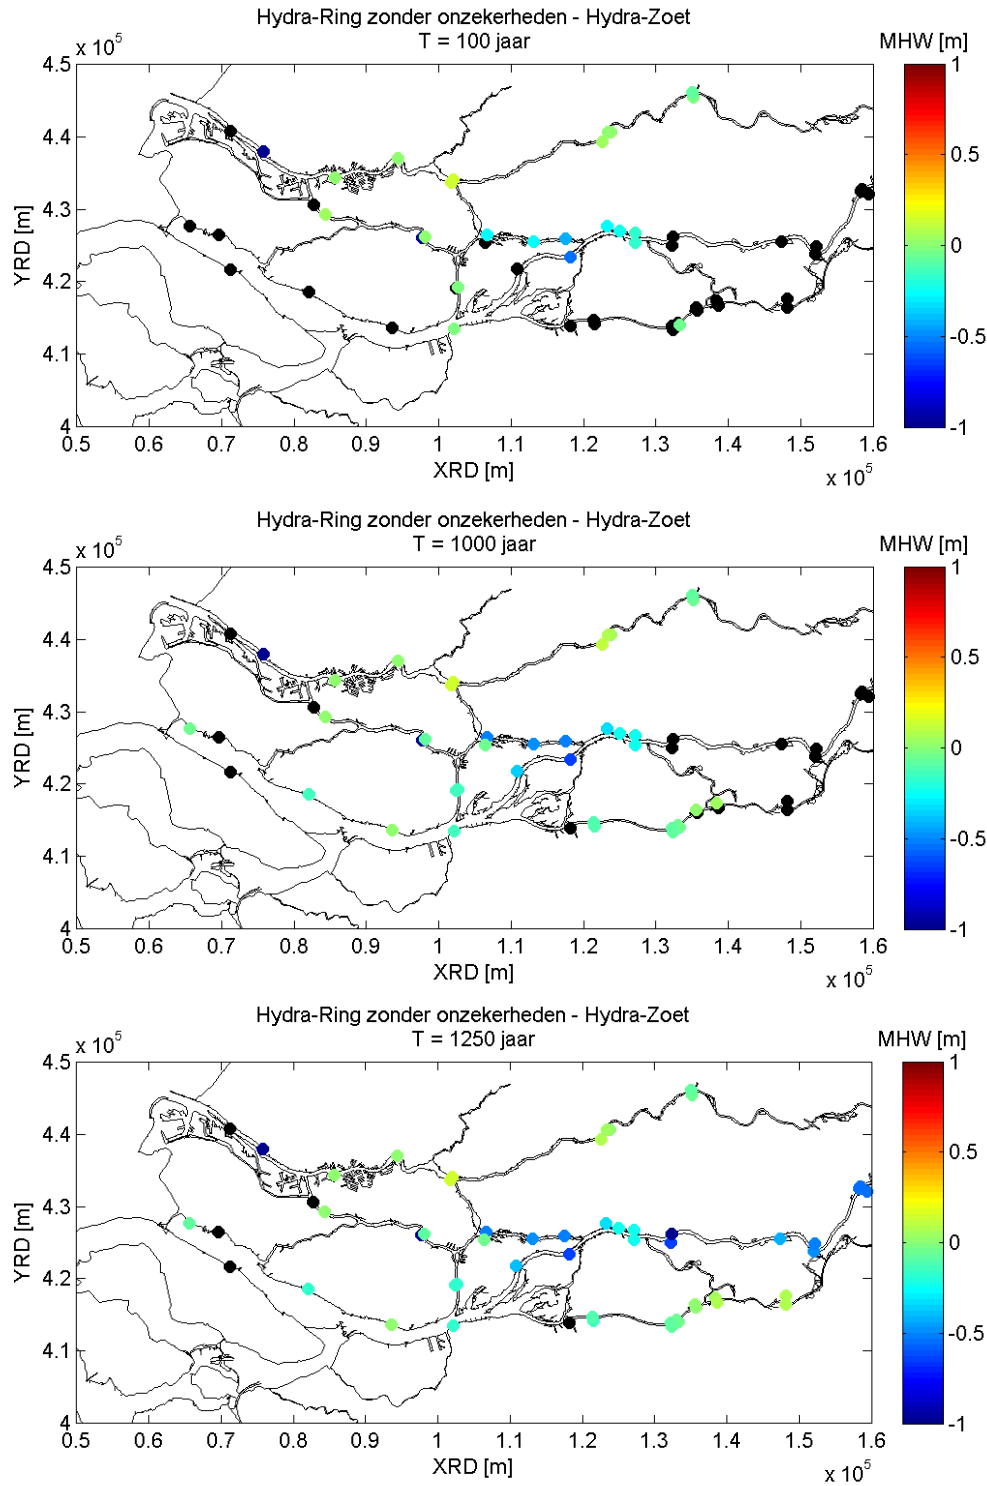 Hydra-Ring zonder onzekerheden - Hydra-Zoet
T = 100 jaar
x 10^5
MHW [m]
4.5
4.4
4.3
4.2
4.1
4
YRD [m]
0.5 0.6 0.7 0.8 0.9 1 1.1 1.2 1.3 1.4 1.5 1.6
XRD [m]
x 10^5
1
0.5
0
-0.5
-1
Hydra-Ring zonder onzekerheden - Hydra-Zoet
T = 1000 jaar
x 10^5
MHW [m]
4.5
4.4
4.3
4.2
4.1
4
YRD [m]
0.5 0.6 0.7 0.8 0.9 1 1.1 1.2 1.3 1.4 1.5 1.6
XRD [m]
x 10^5
1
0.5
0
-0.5
-1
Hydra-Ring zonder onzekerheden - Hydra-Zoet
T = 1250 jaar
x 10^5
MHW [m]
4.5
4.4
4.3
4.2
4.1
4
YRD [m]
0.5 0.6 0.7 0.8 0.9 1 1.1 1.2 1.3 1.4 1.5 1.6
XRD [m]
x 10^5
1
0.5
0
-0.5
-1